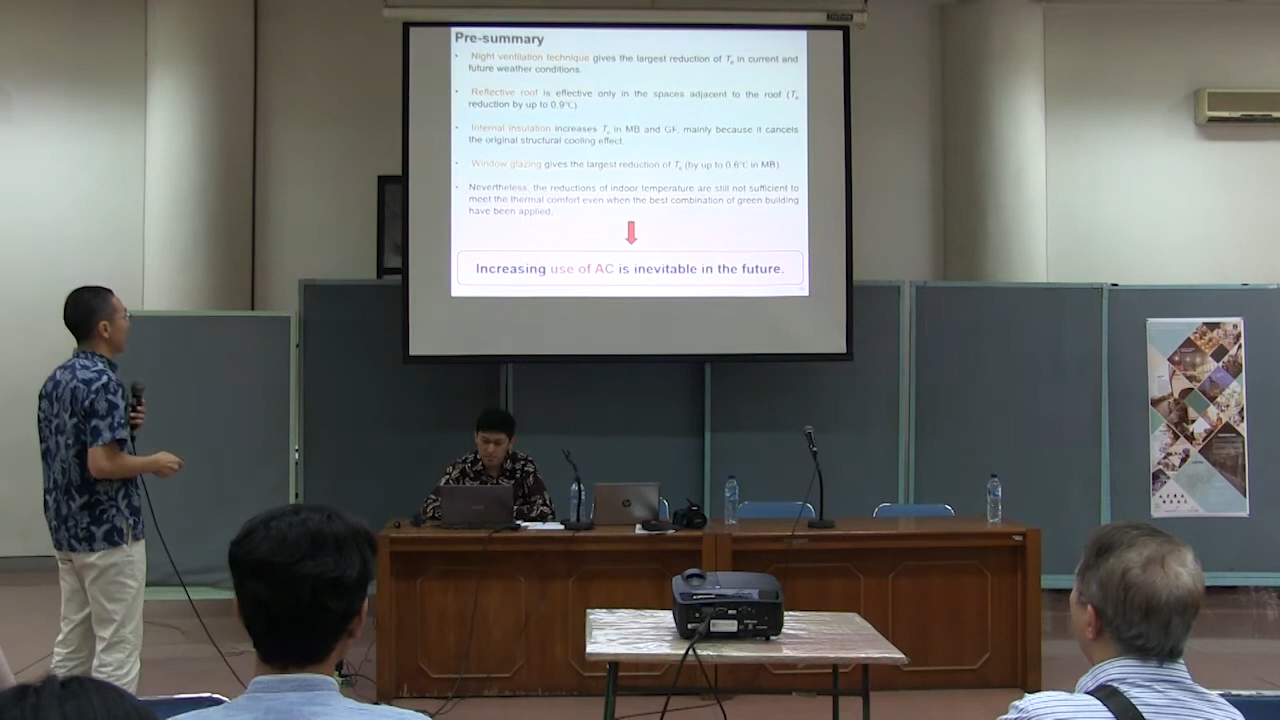 Pre-summary
• Night ventilation technique gives the largest reduction of To in current and
future weather conditions.
• Reflective roof is effective only in the spaces adjacent to the roof (To
reduction by up to 0.9℃).
• Internal insulation increases To in MB and GF, mainly because it cancels
the original structural cooling effect.
• Window glazing gives the largest reduction of To (by up to 0.6℃ in MB).
• Nevertheless, the reductions of indoor temperature are still not sufficient to
meet the thermal comfort even when the best combination of green building
have been applied.
Increasing use of AC is inevitable in the future.